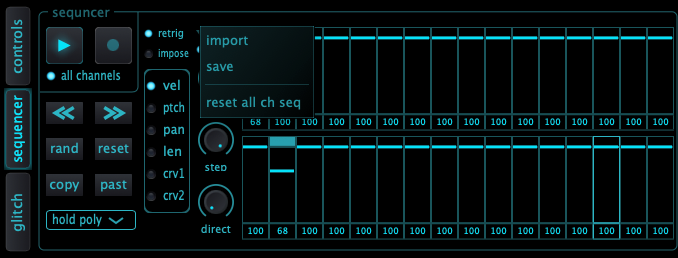 controls
sequencer
glitch
sequncer
all channels
rand
reset
copy
past
hold poly
retrig
impose
vel
ptch
pan
len
crv1
crv2
import
save
reset all ch seq
68 100 100 100 100 100 100 100 100 100 100 100 100 100 100 100
step
direct
100 68 100 100 100 100 100 100 100 100 100 100 100 100 100 100